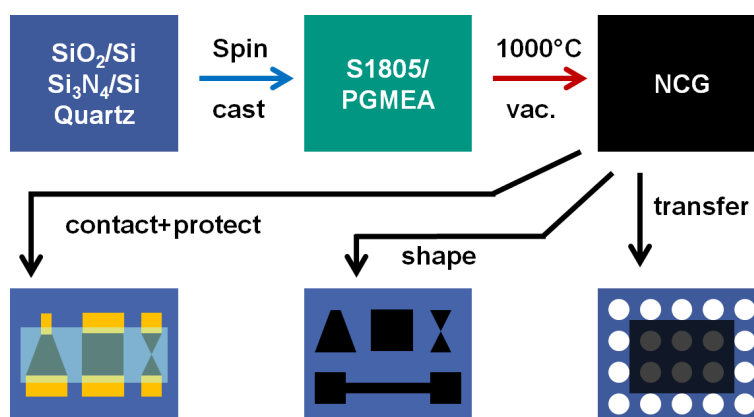 SiO₂/Si
Si₃N₄/Si
Quartz
Spin
cast
S1805/
PGMEA
1000°C
vac.
NCG
contact+protect
shape
transfer